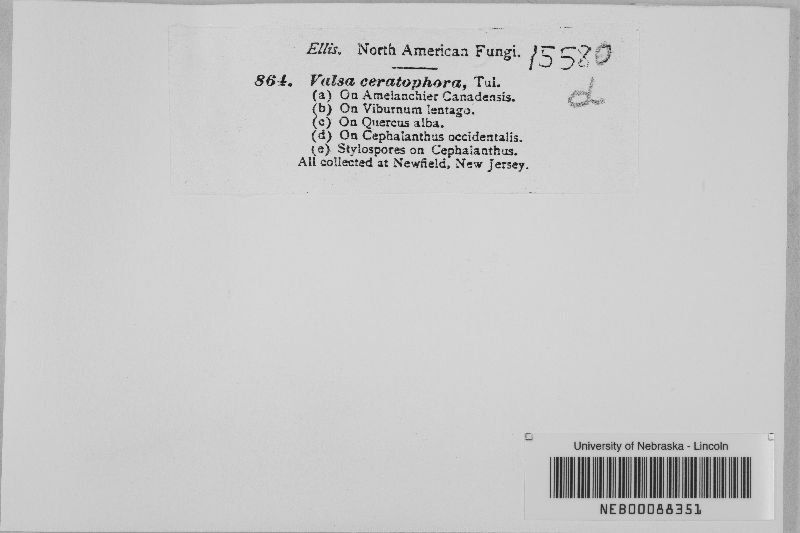 Ellis. North American Fungi. 15580
864. Valsa ceratophora, Tul. d
(a) On Amelanchier Canadensis.
(b) On Viburnum lentago.
(c) On Quercus alba.
(d) On Cephalanthus occidentalis.
(e) Stylospores on Cephalanthus.
All collected at Newfield, New Jersey.
University of Nebraska - Lincoln
NEB00088351